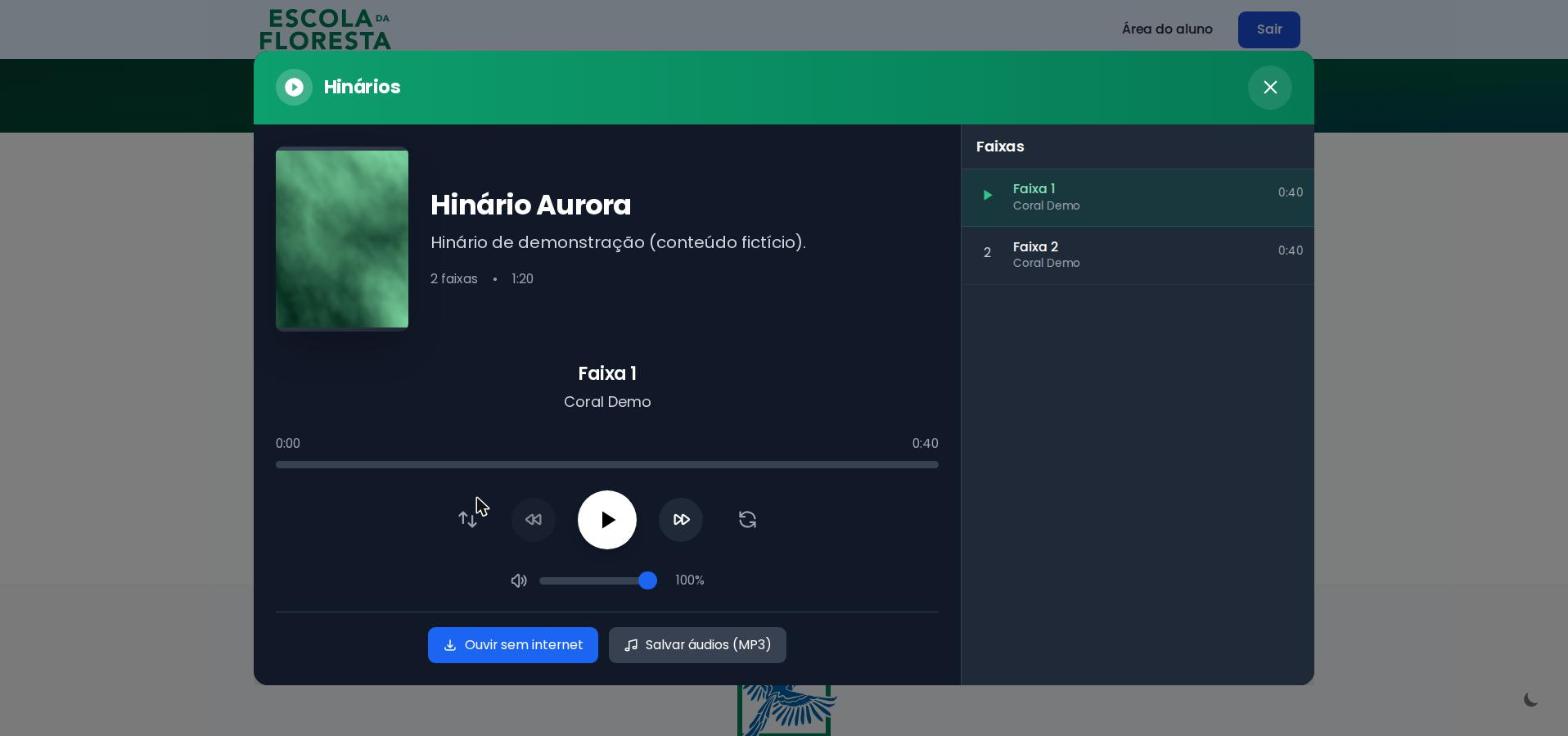 ESCOLA DA
FLORESTA
Área do aluno
Sair
Hinários
Hinário Aurora
Hinário de demonstração (conteúdo fictício).
2 faixas • 1:20
Faixa 1
Coral Demo
0:00
0:40
100%
Ouvir sem internet
Salvar áudios (MP3)
Faixas
Faixa 1
0:40
Coral Demo
2
Faixa 2
0:40
Coral Demo